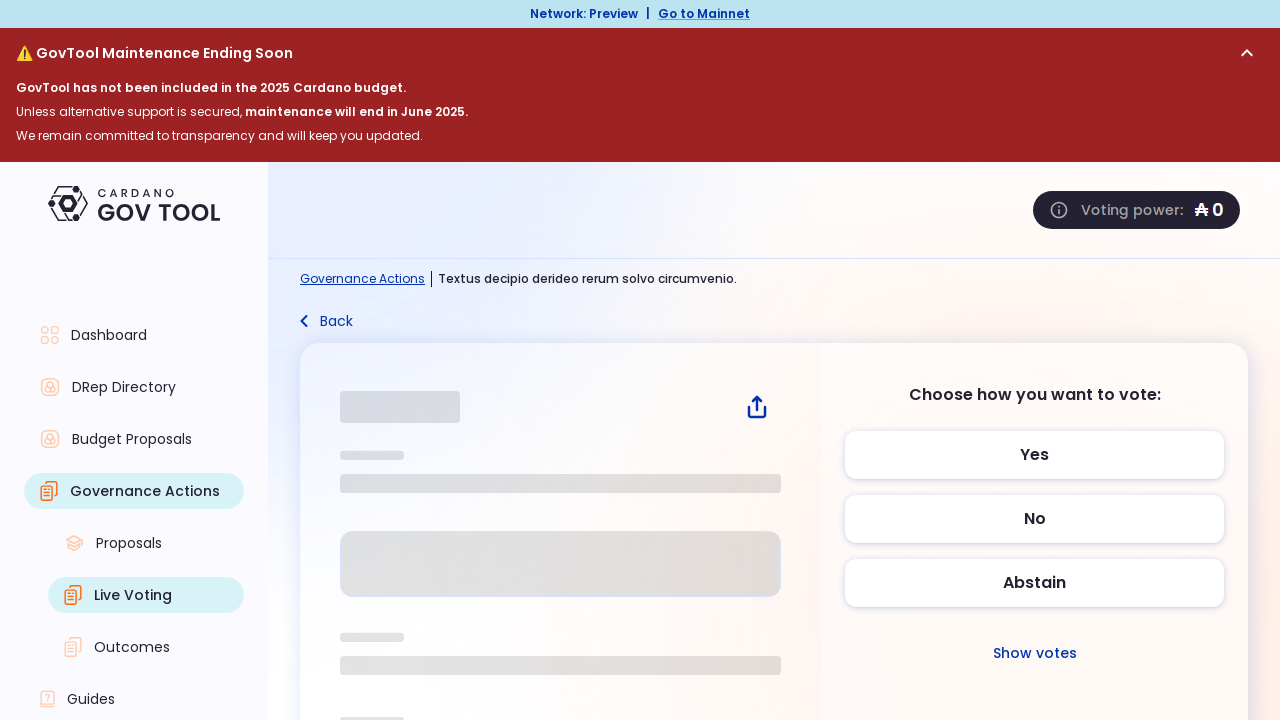 Network: Preview | Go to Mainnet
⚠️ GovTool Maintenance Ending Soon
GovTool has not been included in the 2025 Cardano budget.
Unless alternative support is secured, maintenance will end in June 2025.
We remain committed to transparency and will keep you updated.
CARDANO
GOV TOOL
Voting power: ₳ 0
Governance Actions | Textus decipio derideo rerum solvo circumvenio.
Back
Dashboard
DRep Directory
Budget Proposals
Governance Actions
Proposals
Live Voting
Outcomes
Guides
Choose how you want to vote:
Yes
No
Abstain
Show votes